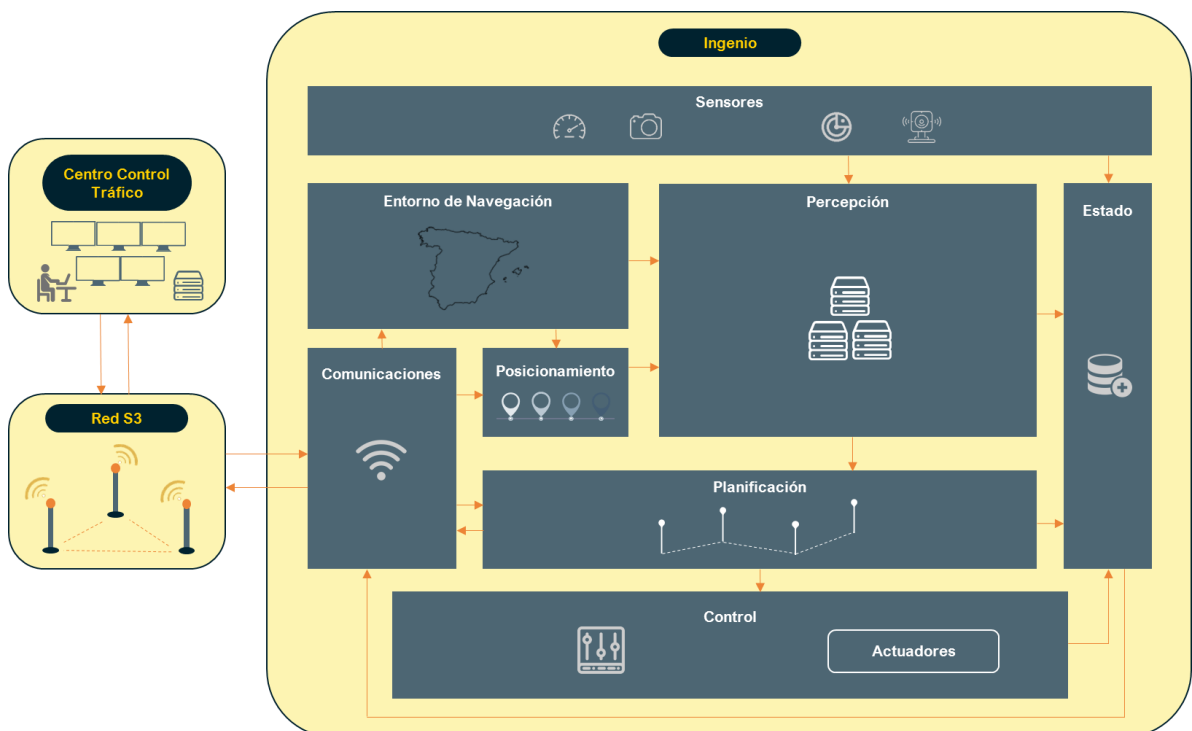 Ingenio
Sensores
Centro Control
Tráfico
Entorno de Navegación
Percepción
Estado
Comunicaciones
Posicionamiento
Red S3
Planificación
Control
Actuadores